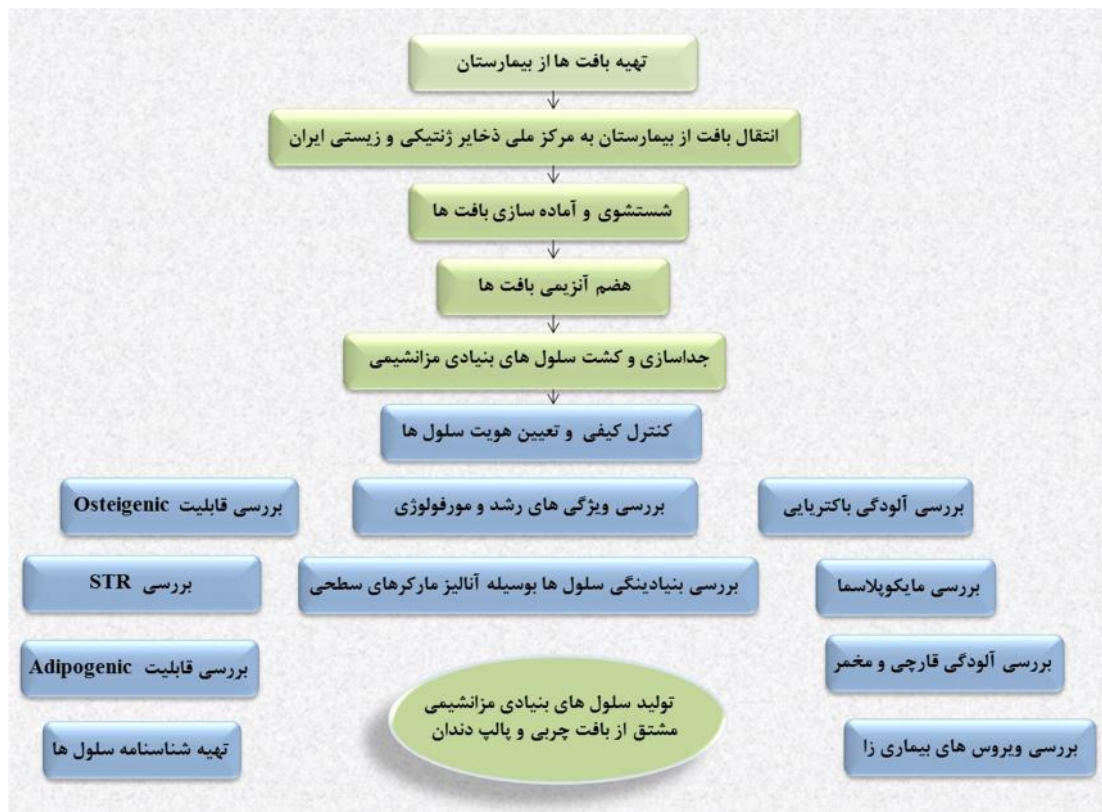 تهیه بافت ها از بیمارستان
انتقال بافت از بیمارستان به مرکز ملی ذخایر ژنتیکی و زیستی ایران
شستشوی و آماده سازی بافت ها
هضم آنزیمی بافت ها
جداسازی و کشت سلول های بنیادی مزانشیمی
کنترل کیفی و تعیین هویت سلول ها
بررسی آلودگی باکتریایی
بررسی ویژگی های رشد و مورفولوژی
بررسی قابلیت Osteigenic
بررسی مایکوپلاسما
بررسی بنیادینگی سلول ها بوسیله آنالیز مارکرهای سطحی
بررسی STR
بررسی آلودگی قارچی و مخمر
بررسی قابلیت Adipogenic
تولید سلول های بنیادی مزانشیمی
مشتق از بافت چربی و پالپ دندان
بررسی ویروس های بیماری زا
تهیه شناسنامه سلول ها